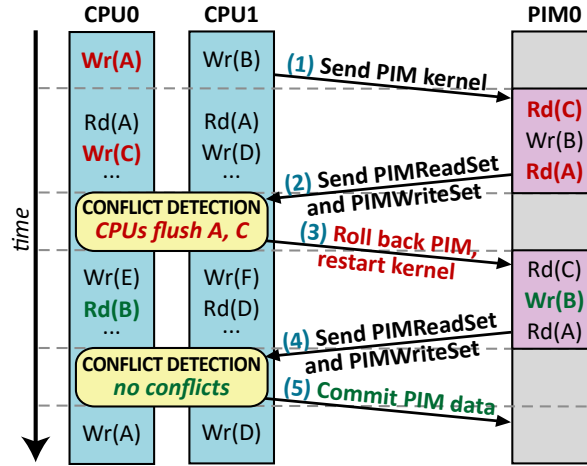 CPU0 CPU1 PIM0
Wr(A) Wr(B) (1) Send PIM kernel
Rd(C)
Rd(A) Rd(A) Wr(B)
Wr(C) Wr(D) Rd(A)
... ...
(2) Send PIMReadSet
and PIMWriteSet
CONFLICT DETECTION
CPUs flush A, C
(3) Roll back PIM,
restart kernel
time
Wr(E) Wr(F) Rd(C)
Rd(B) Rd(D) Wr(B)
... ... Rd(A)
(4) Send PIMReadSet
and PIMWriteSet
CONFLICT DETECTION
no conflicts
(5) Commit PIM data
Wr(A) Wr(D)